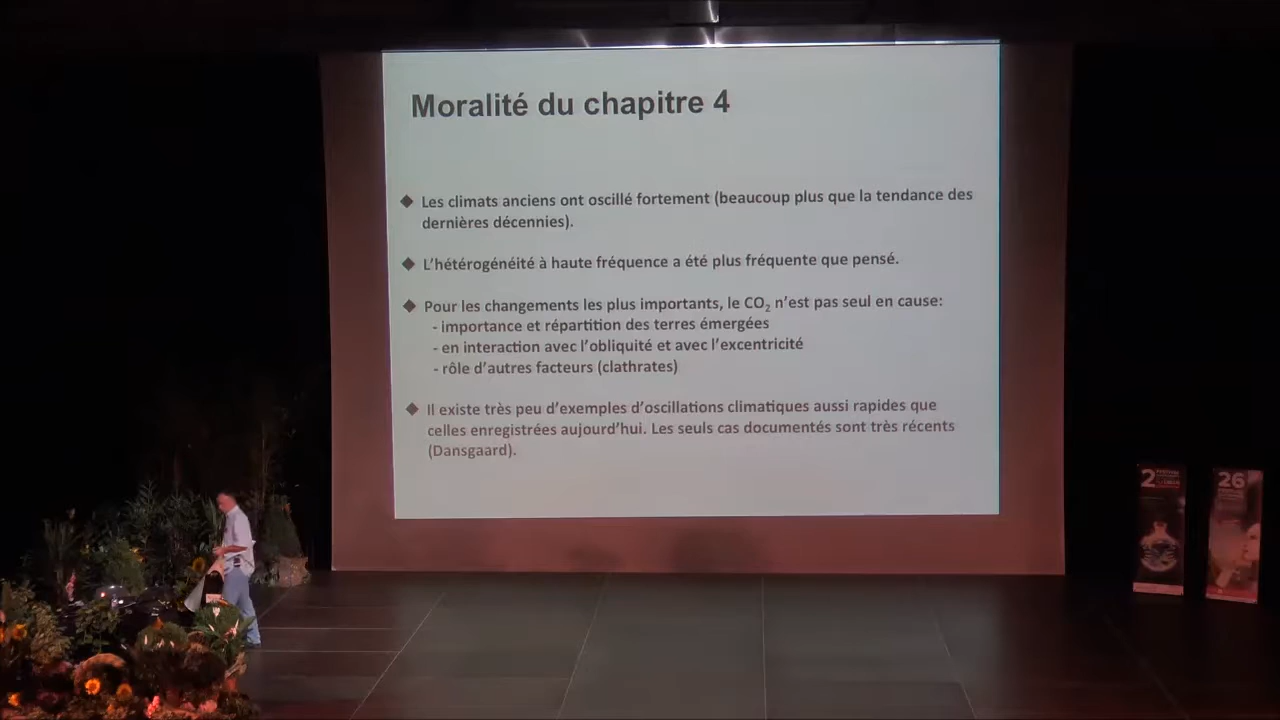 Moralité du chapitre 4
◆ Les climats anciens ont oscillé fortement (beaucoup plus que la tendance des
dernières décennies).
◆ L'hétérogénéité à haute fréquence a été plus fréquente que pensé.
◆ Pour les changements les plus importants, le CO₂ n'est pas seul en cause:
- importance et répartition des terres émergées
- en interaction avec l'obliquité et avec l'excentricité
- rôle d'autres facteurs (clathrates)
◆ Il existe très peu d'exemples d'oscillations climatiques aussi rapides que
celles enregistrées aujourd'hui. Les seuls cas documentés sont très récents
(Dansgaard).
2
26